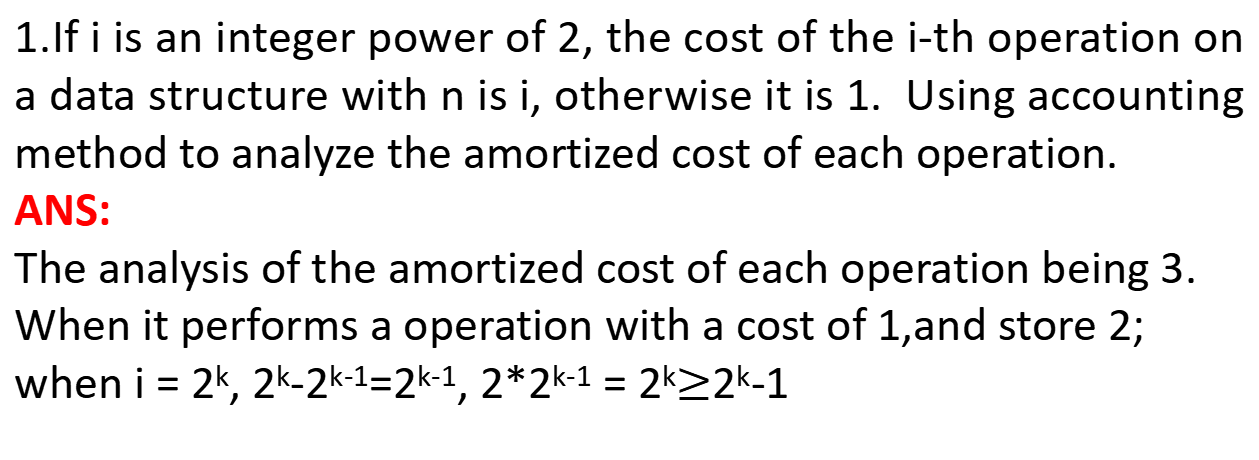 1.If i is an integer power of 2, the cost of the i-th operation on
a data structure with n is i, otherwise it is 1.  Using accounting
method to analyze the amortized cost of each operation.
ANS:
The analysis of the amortized cost of each operation being 3.
When it performs a operation with a cost of 1,and store 2;
when i = 2ᵏ, 2ᵏ-2ᵏ⁻¹=2ᵏ⁻¹, 2*2ᵏ⁻¹ = 2ᵏ≥2ᵏ-1